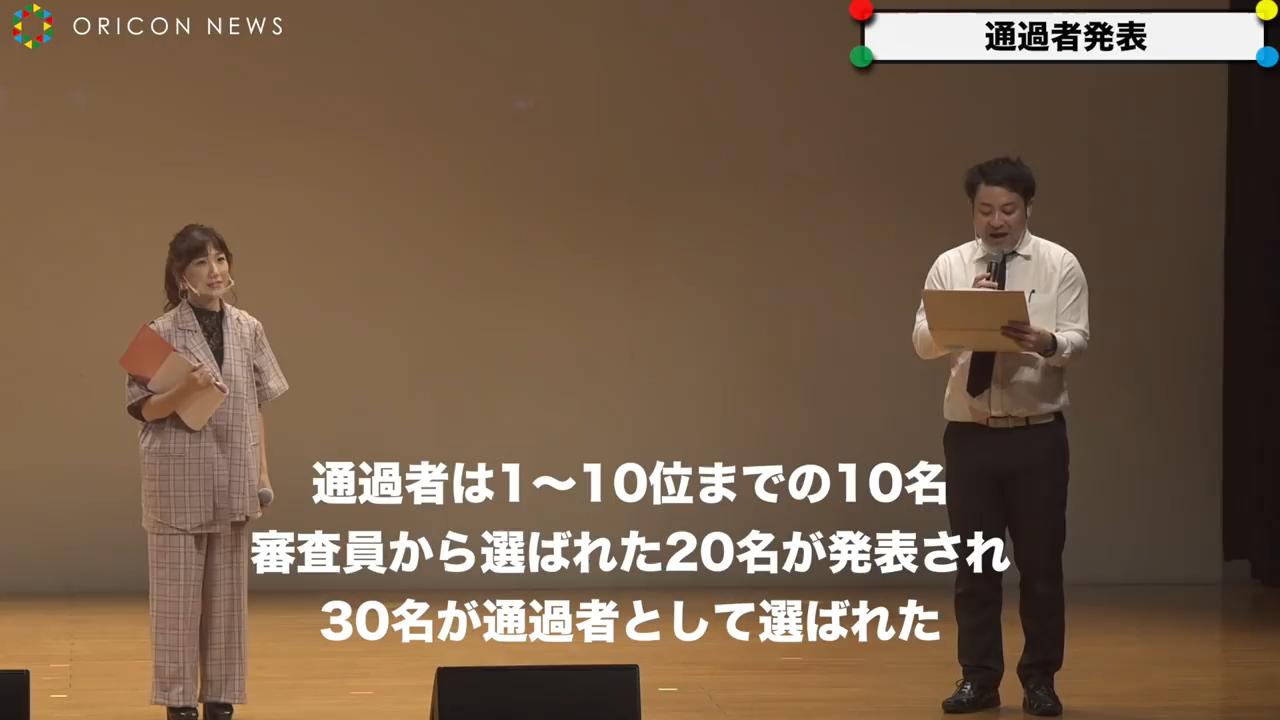 ORICON NEWS
通過者発表
通過者は1〜10位までの10名
審査員から選ばれた20名が発表され
30名が通過者として選ばれた